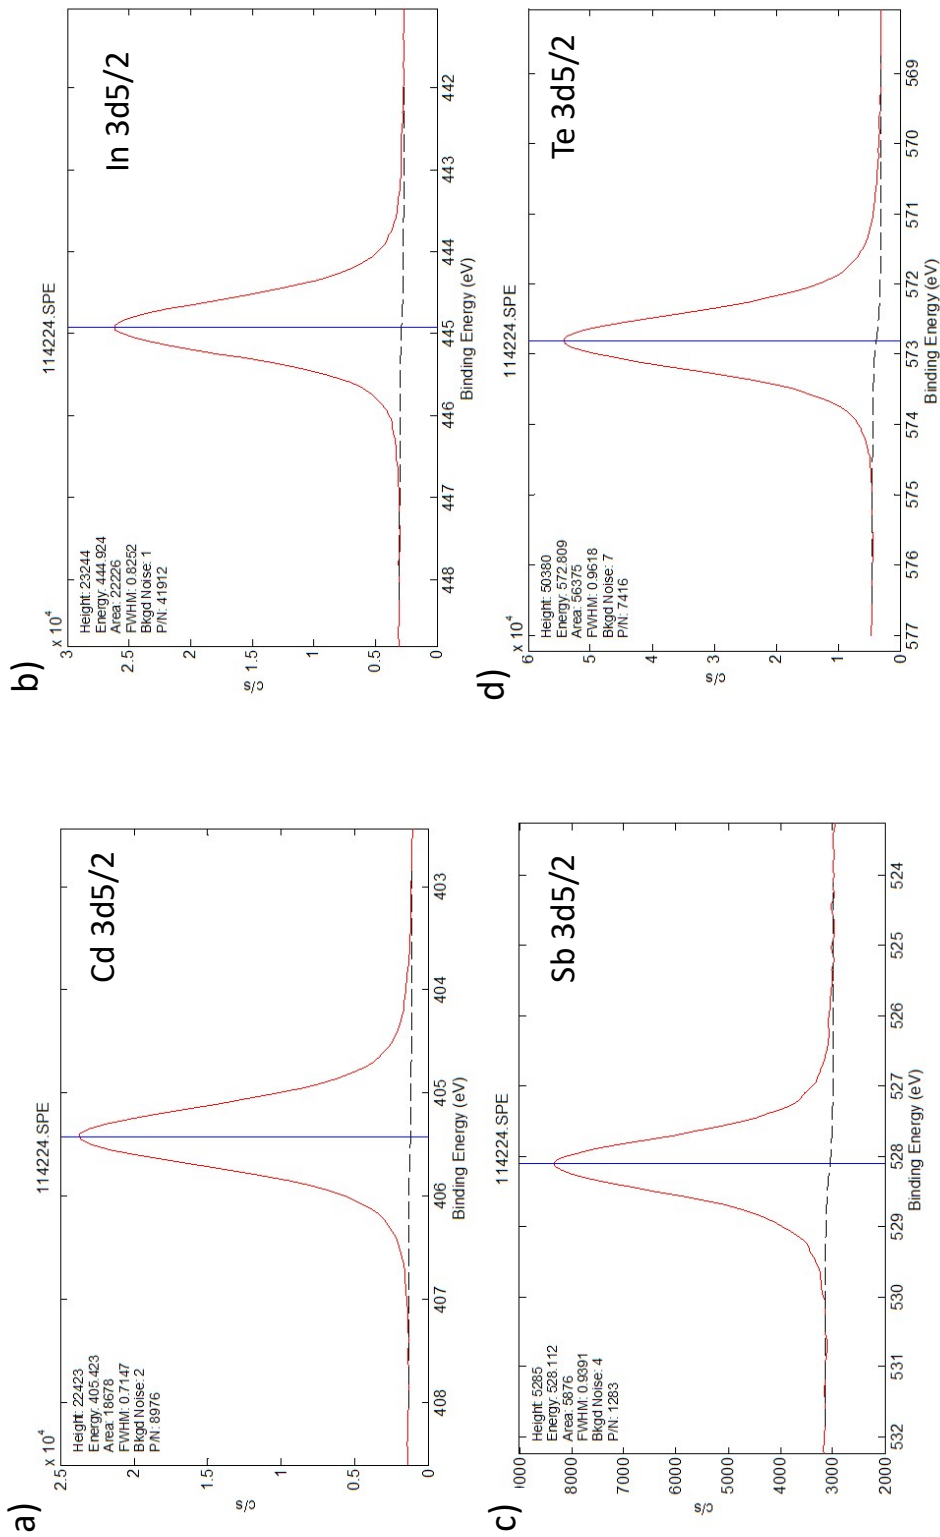 a)
114224.SPE
x 10⁴
Cd 3d5/2
Height: 22423
Energy: 405.423
Area: 18678
FWHM: 0.7147
Bkgd Noise: 2
P/N: 8976
2.5
2
1.5
1
0.5
0
c/s
408 407 406 405 404 403
Binding Energy (eV)
b)
114224.SPE
x 10⁴
In 3d5/2
Height: 23244
Energy: 444.924
Area: 22226
FWHM: 0.8252
Bkgd Noise: 1
P/N: 41912
3
2.5
2
1.5
1
0.5
0
c/s
448 447 446 445 444 443 442
Binding Energy (eV)
c)
114224.SPE
Sb 3d5/2
Height: 5285
Energy: 528.112
Area: 5876
FWHM: 0.9391
Bkgd Noise: 4
P/N: 1283
000
8000
7000
6000
5000
4000
3000
2000
c/s
532 531 530 529 528 527 526 525 524
Binding Energy (eV)
d)
114224.SPE
x 10⁴
Te 3d5/2
Height: 50380
Energy: 572.809
Area: 56375
FWHM: 0.9618
Bkgd Noise: 7
P/N: 7416
6
5
4
3
2
1
0
c/s
577 576 575 574 573 572 571 570 569
Binding Energy (eV)